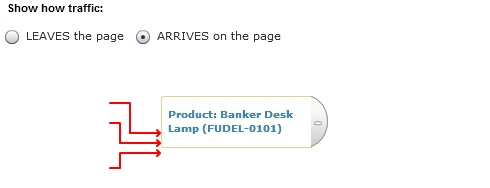 Show how traffic:
LEAVES the page
ARRIVES on the page
Product: Banker Desk
Lamp (FUDEL-0101)